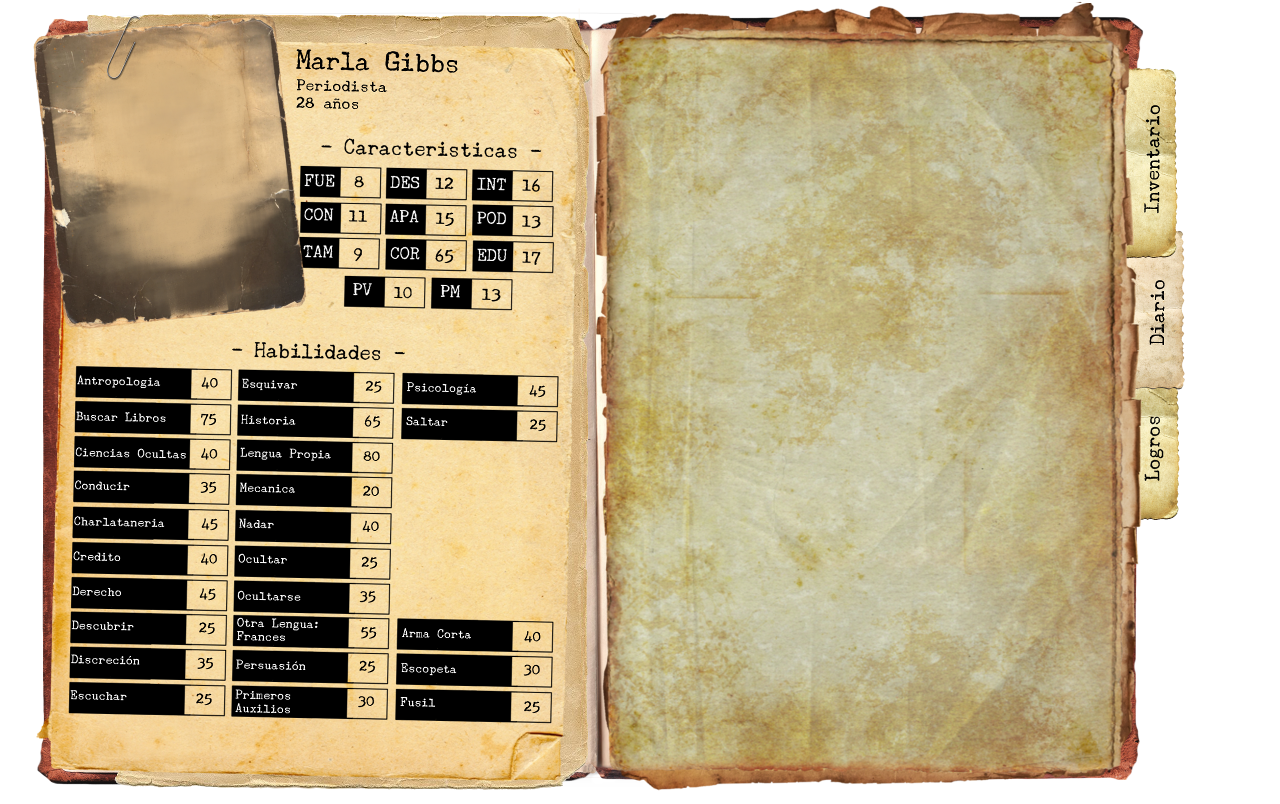 Marla Gibbs
Periodista
28 años
- Caracteristicas -
FUE 8 DES 12 INT 16
CON 11 APA 15 POD 13
TAM 9 COR 65 EDU 17
PV 10 PM 13
- Habilidades -
Antropologia 40
Buscar Libros 75
Ciencias Ocultas 40
Conducir 35
Charlataneria 45
Credito 40
Derecho 45
Descubrir 25
Discreción 35
Escuchar 25
Esquivar 25
Historia 65
Lengua Propia 80
Mecanica 20
Nadar 40
Ocultar 25
Ocultarse 35
Otra Lengua:
Frances 55
Persuasión 25
Primeros
Auxilios 30
Psicología 45
Saltar 25
Arma Corta 40
Escopeta 30
Fusil 25
Inventario
Diario
Logros